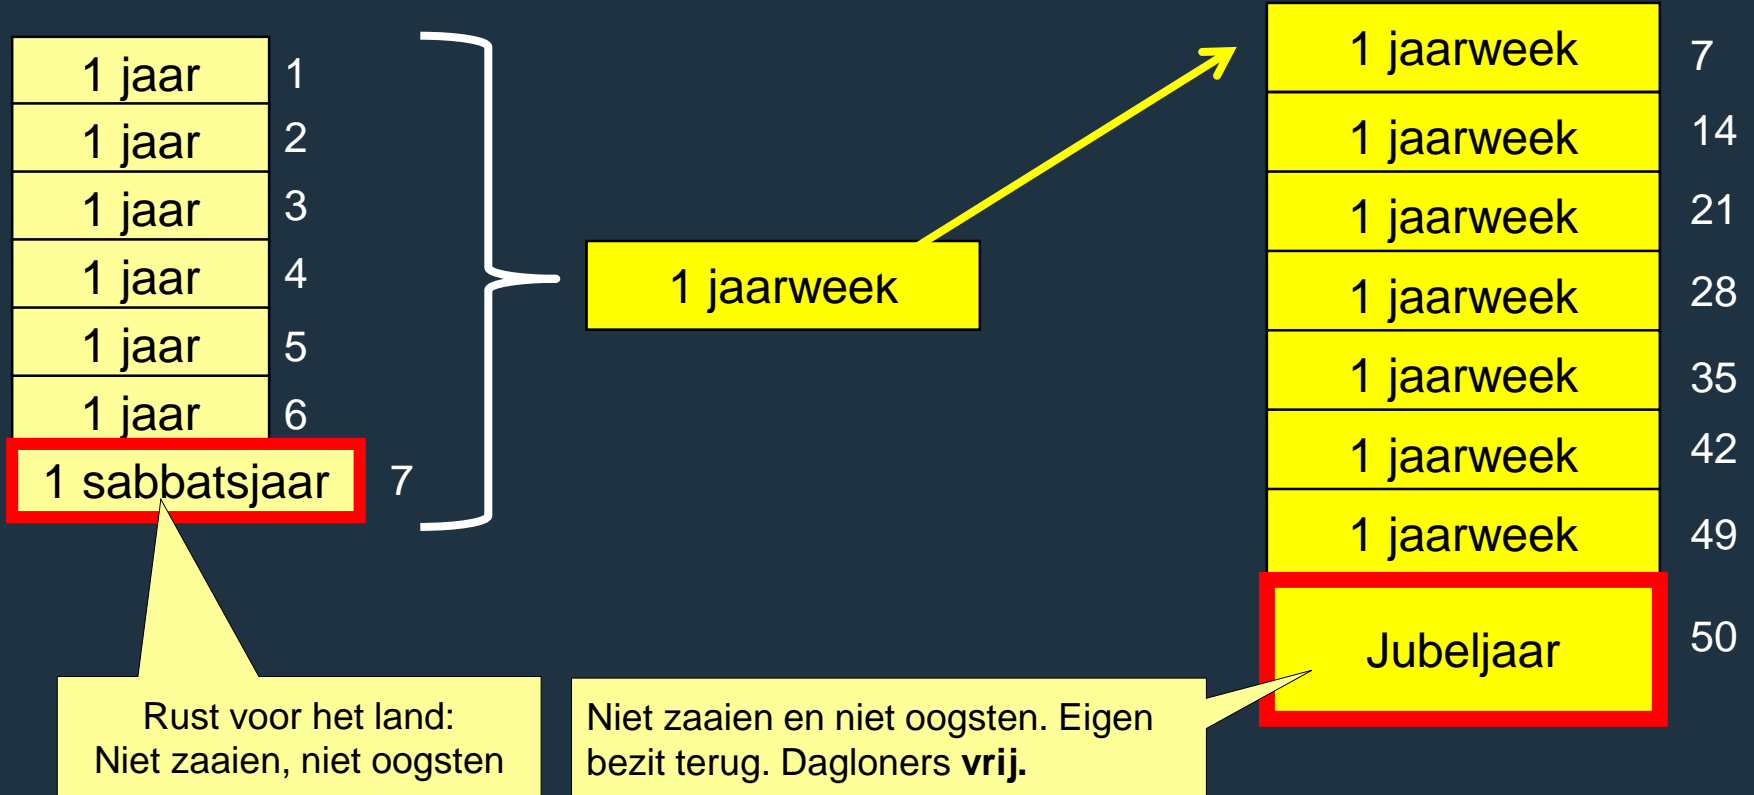 1 jaar 1
1 jaar 2
1 jaar 3
1 jaar 4
1 jaar 5
1 jaar 6
1 sabbatsjaar 7
Rust voor het land:
Niet zaaien, niet oogsten
1 jaarweek
1 jaarweek 7
1 jaarweek 14
1 jaarweek 21
1 jaarweek 28
1 jaarweek 35
1 jaarweek 42
1 jaarweek 49
Jubeljaar 50
Niet zaaien en niet oogsten. Eigen
bezit terug. Dagloners vrij.